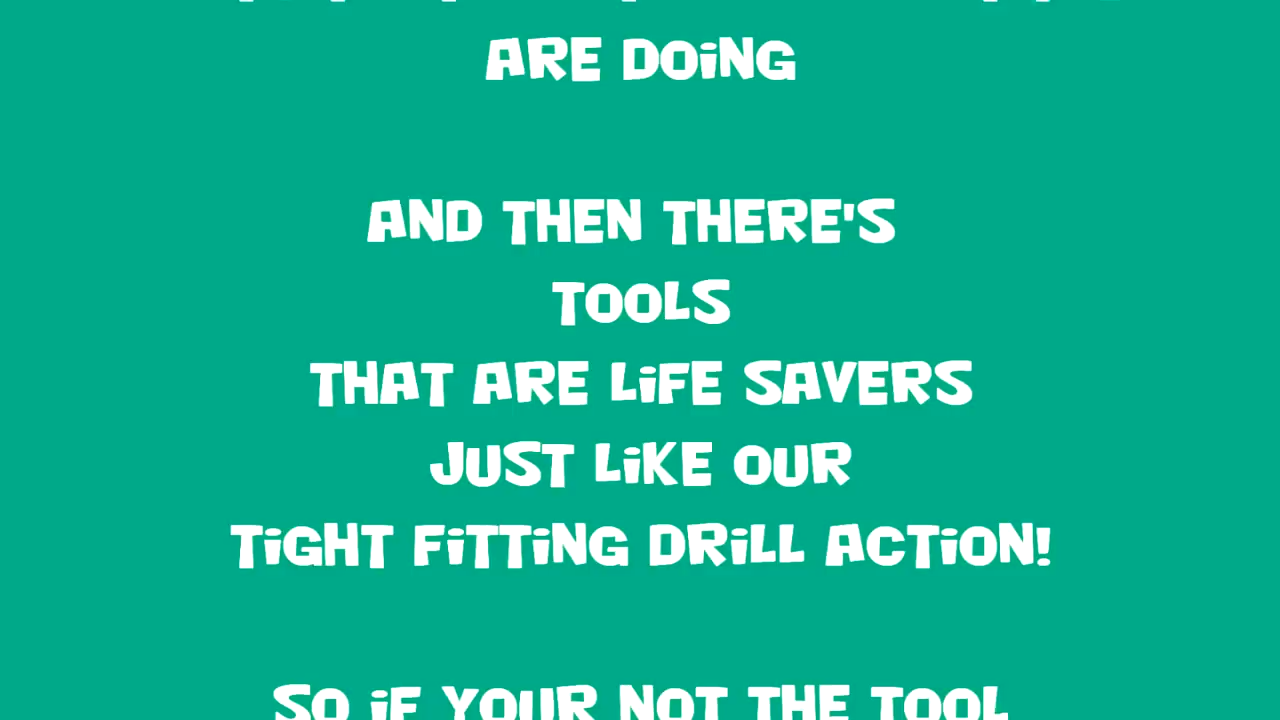 ARE DOiNG
AND THEN THERE'S
TOOLS
THAT ARE LiFE SAVERS
JUST LiKE OUR
TiGHT FiTTiNG DRiLL ACTiON!
SO iF YOUR NOT THE TOOL